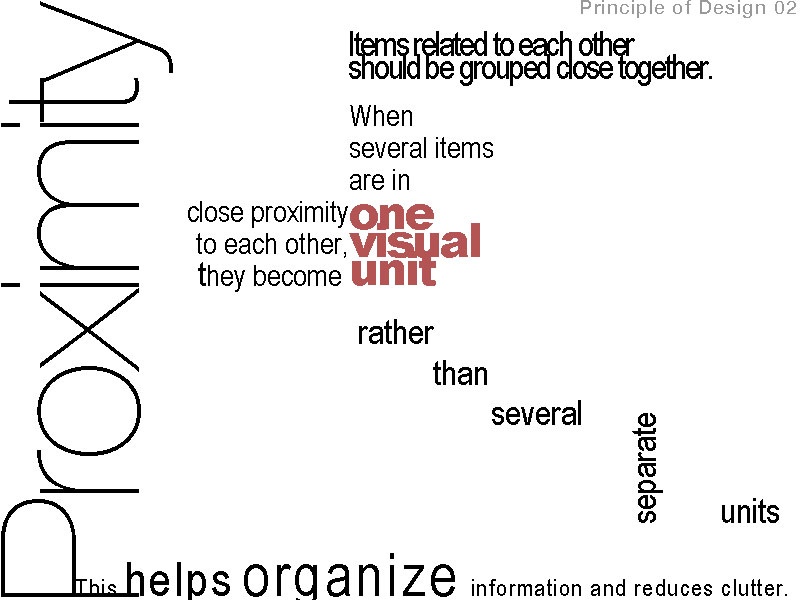 Principle of Design 02
Proximity
Items related to each other
should be grouped close together.
When
several items
are in
close proximity
to each other,
they become
one
visual
unit
rather
than
several
separate
units
This helps organize information and reduces clutter.